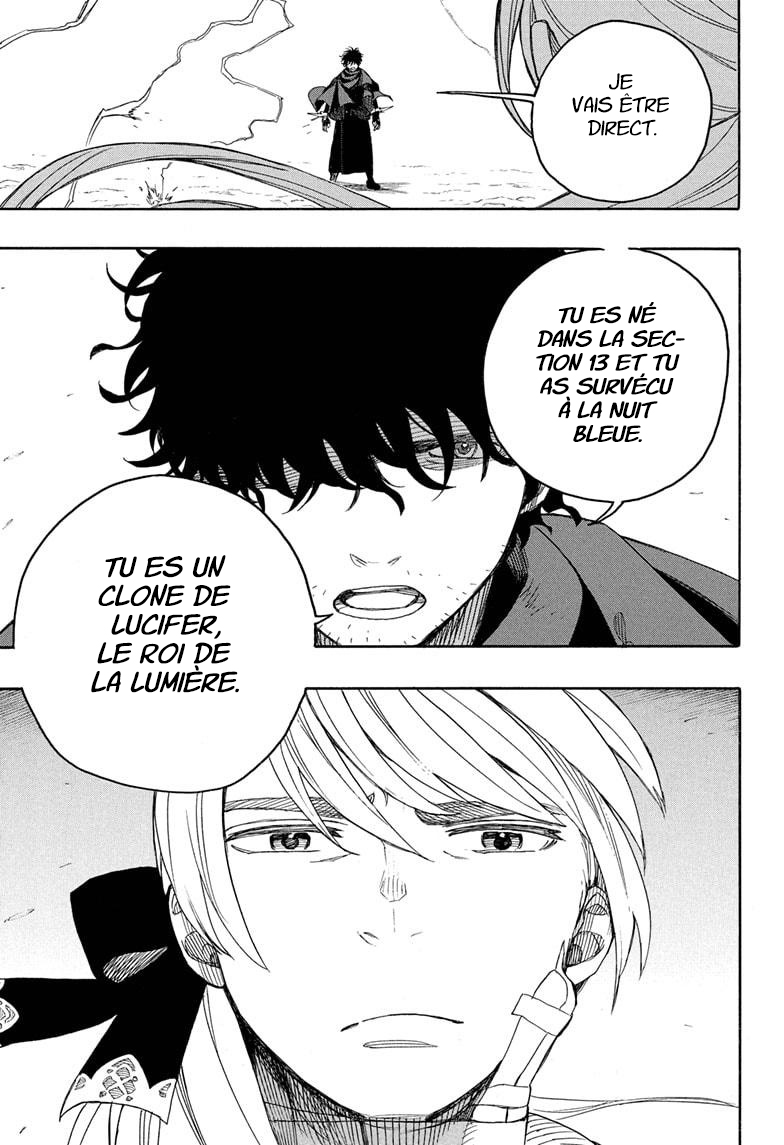 JE
VAIS ÊTRE
DIRECT.
TU ES NÉ
DANS LA SEC-
TION 13 ET TU
AS SURVÉCU
À LA NUIT
BLEUE.
TU ES UN
CLONE DE
LUCIFER,
LE ROI DE
LA LUMIÈRE.